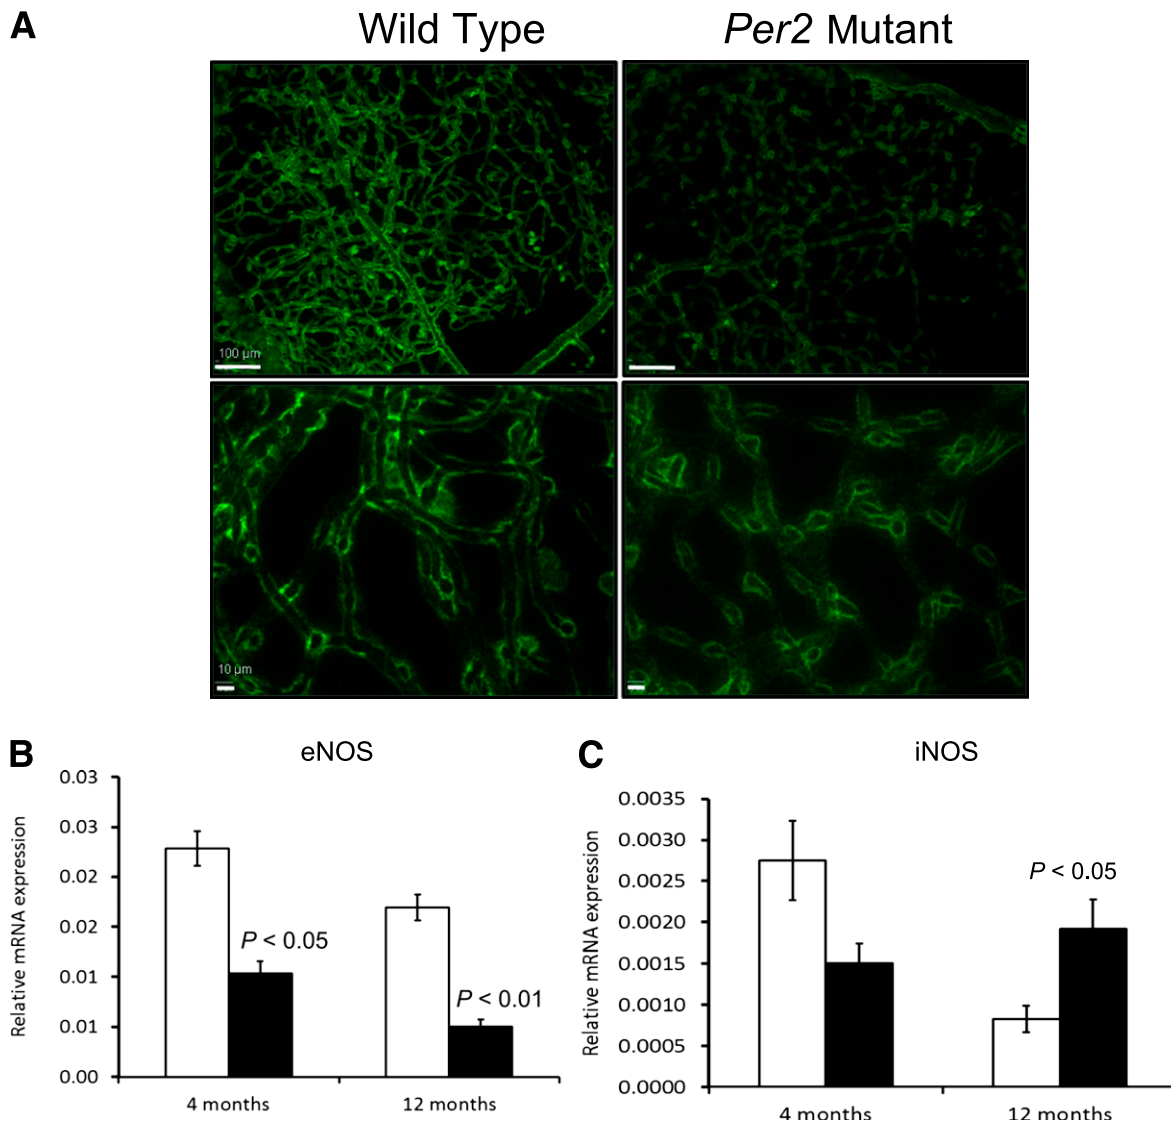 A
Wild Type
Per2 Mutant
100 µm
10 µm
B
eNOS
Relative mRNA expression
0.03
0.03
0.02
0.02
0.01
0.01
0.00
P < 0.05
P < 0.01
4 months
12 months
C
iNOS
Relative mRNA expression
0.0035
0.0030
0.0025
0.0020
0.0015
0.0010
0.0005
0.0000
P < 0.05
4 months
12 months